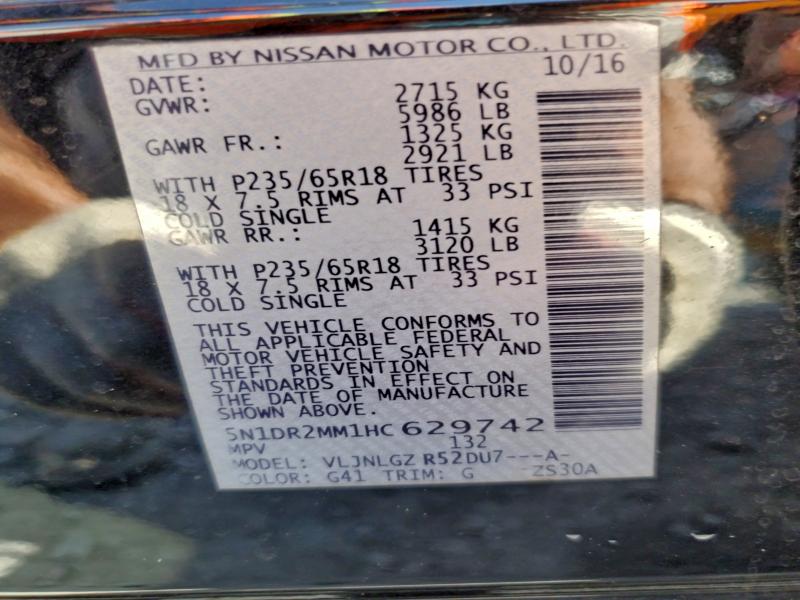 MFD BY NISSAN MOTOR CO., LTD.
DATE: 10/16
GVWR: 2715 KG
5986 LB
GAWR FR.: 1325 KG
2921 LB
WITH P235/65R18 TIRES
18 X 7.5 RIMS AT 33 PSI
COLD SINGLE
GAWR RR.: 1415 KG
3120 LB
WITH P235/65R18 TIRES
18 X 7.5 RIMS AT 33 PSI
COLD SINGLE
THIS VEHICLE CONFORMS TO
ALL APPLICABLE FEDERAL
MOTOR VEHICLE SAFETY AND
THEFT PREVENTION
STANDARDS IN EFFECT ON
THE DATE OF MANUFACTURE
SHOWN ABOVE.
5N1DR2MM1HC 629742
MPV 132
MODEL: VLJNLGZ R52DU7---A-
COLOR: G41 TRIM: G ZS30A